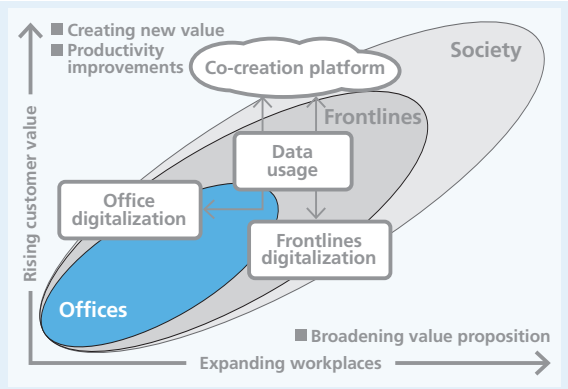 Creating new value
Productivity
improvements
Co-creation platform
Society
Frontlines
Data
usage
Office
digitalization
Frontlines
digitalization
Offices
Rising customer value
Broadening value proposition
Expanding workplaces